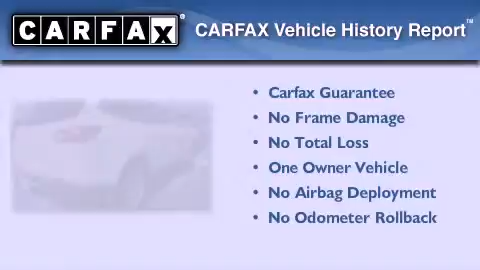 CARFAX® CARFAX Vehicle History Report™
• Carfax Guarantee
• No Frame Damage
• No Total Loss
• One Owner Vehicle
• No Airbag Deployment
• No Odometer Rollback